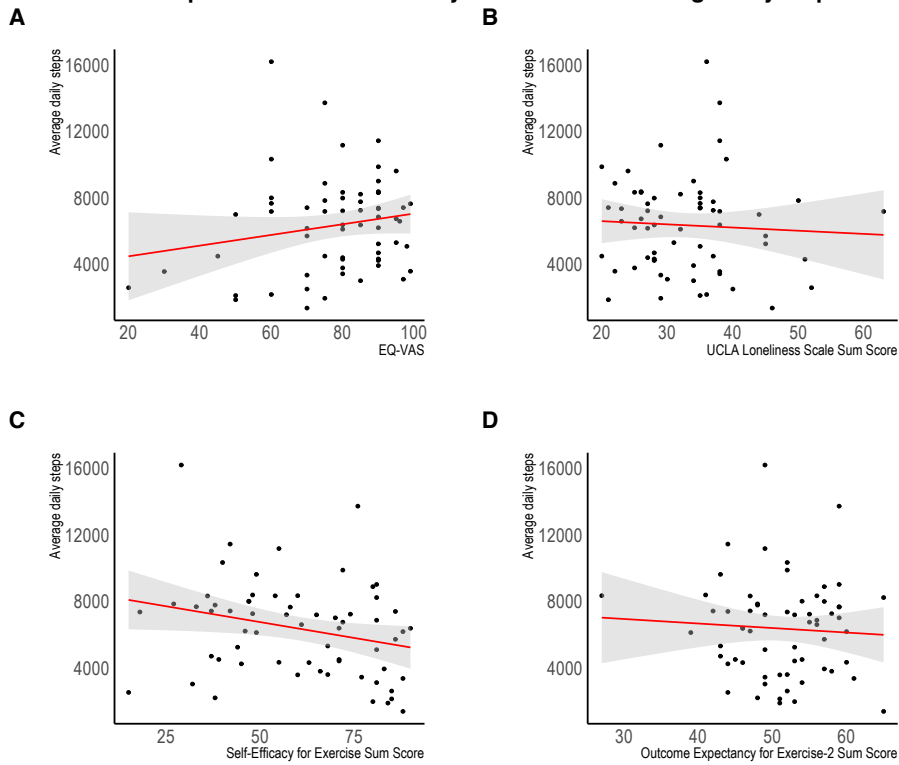 A
B
Average daily steps
16000
12000
8000
4000
20 40 60 80 100
EQ-VAS
Average daily steps
16000
12000
8000
4000
20 30 40 50 60
UCLA Loneliness Scale Sum Score
C
D
Average daily steps
16000
12000
8000
4000
25 50 75
Self-Efficacy for Exercise Sum Score
Average daily steps
16000
12000
8000
4000
30 40 50 60
Outcome Expectancy for Exercise-2 Sum Score